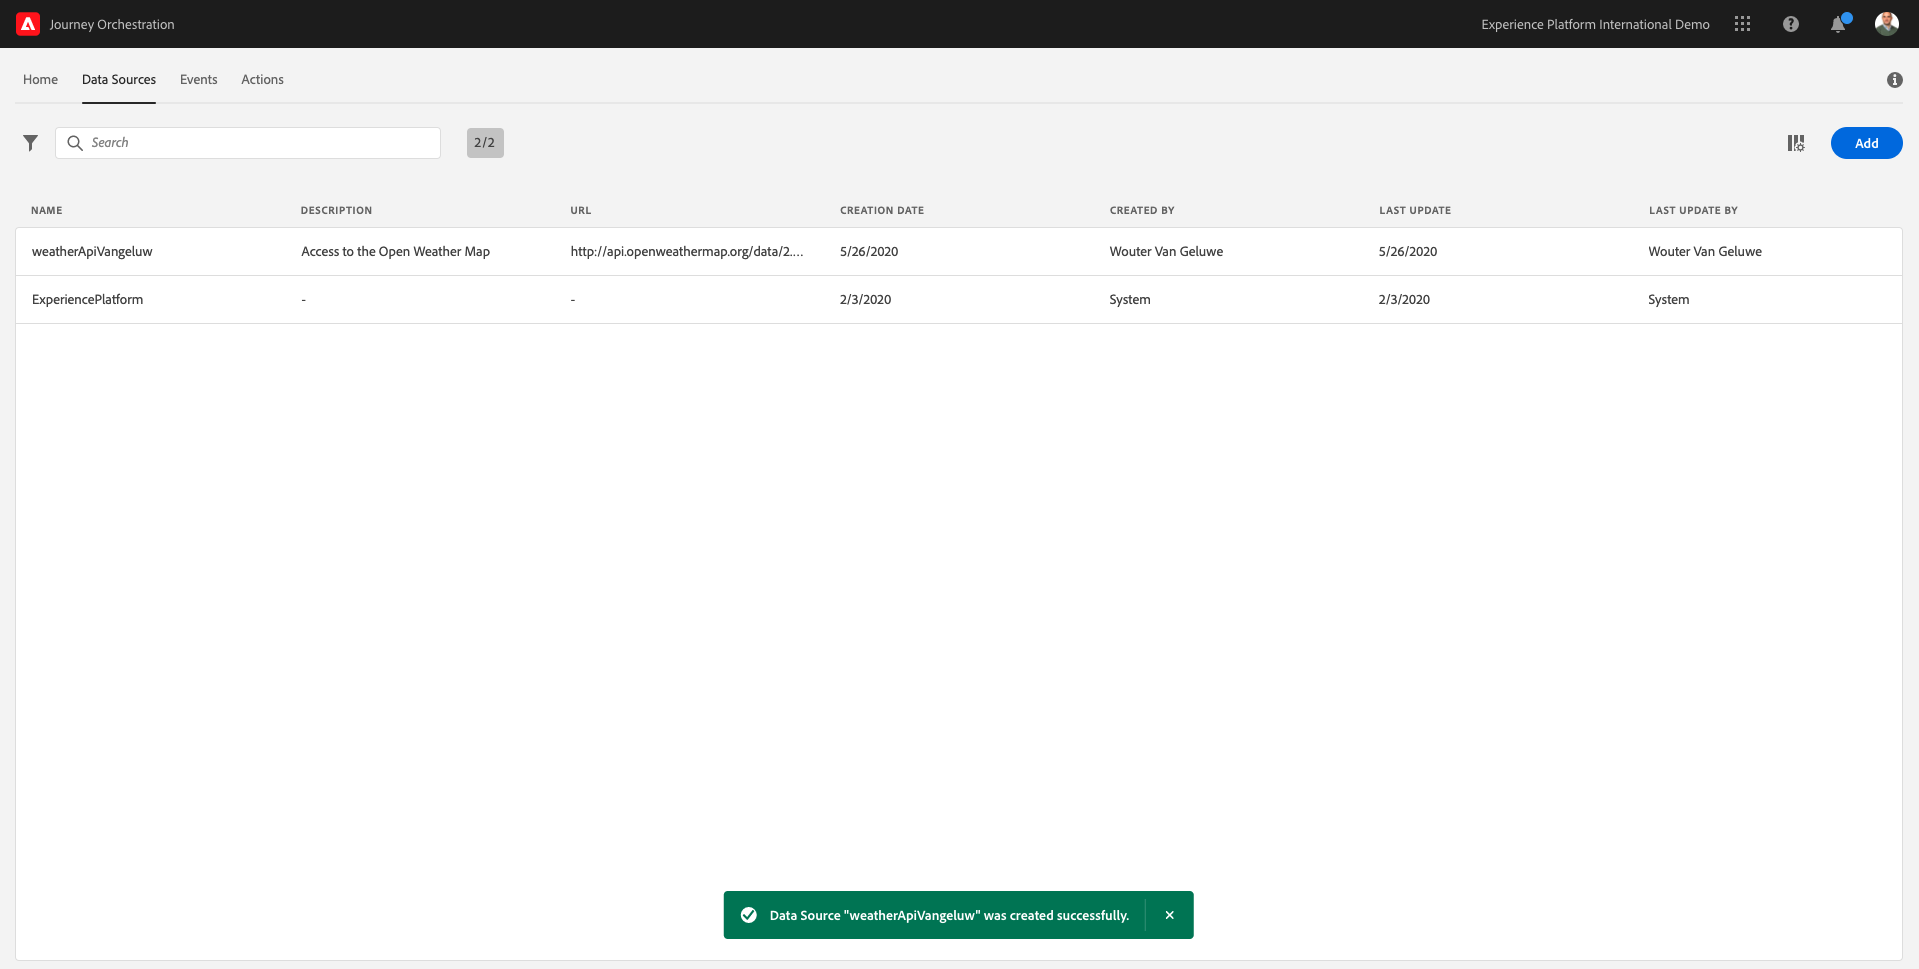 Journey Orchestration
Experience Platform International Demo
Home Data Sources Events Actions
Search 2/2 Add
NAME DESCRIPTION URL CREATION DATE CREATED BY LAST UPDATE LAST UPDATE BY
weatherApiVangeluw Access to the Open Weather Map http://api.openweathermap.org/data/2.... 5/26/2020 Wouter Van Geluwe 5/26/2020 Wouter Van Geluwe
ExperiencePlatform - - 2/3/2020 System 2/3/2020 System
Data Source "weatherApiVangeluw" was created successfully.